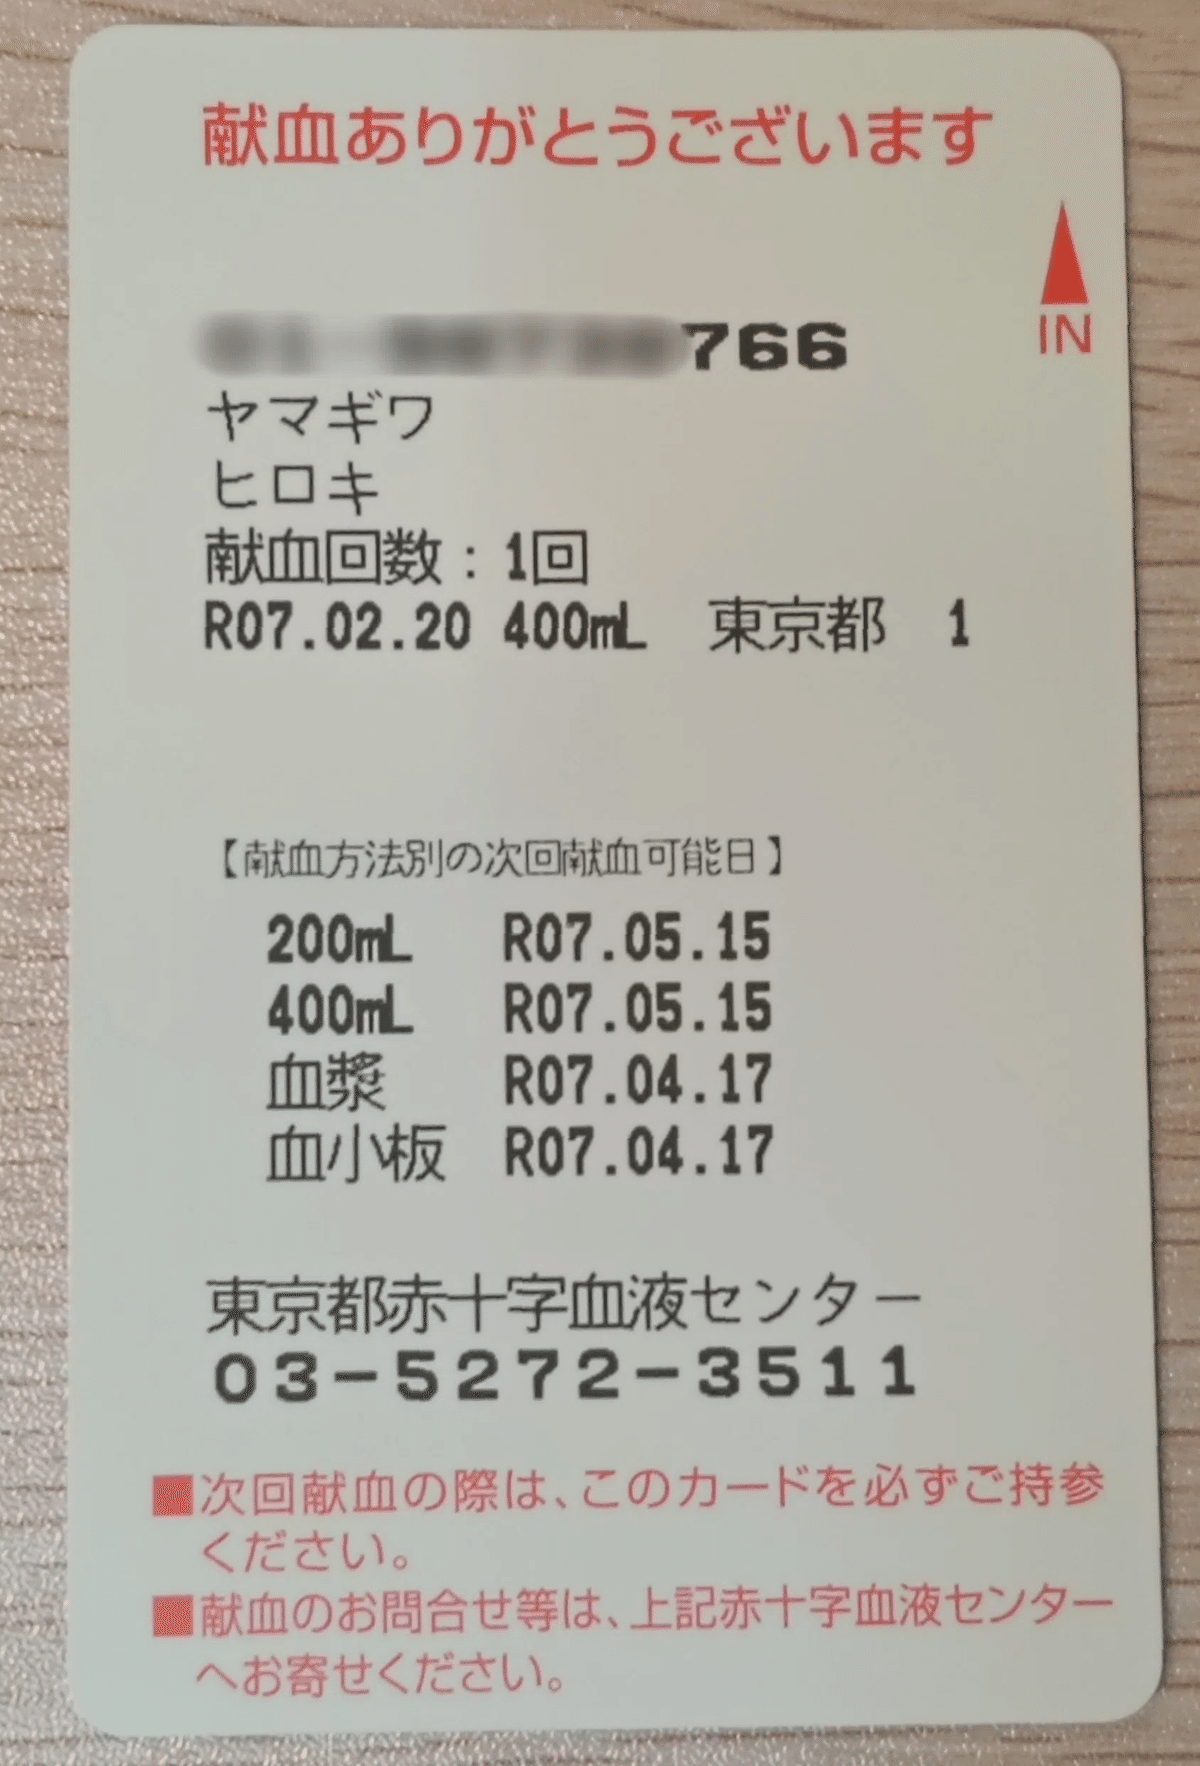 献血ありがとうございます
IN
766
ヤマギワ
ヒロキ
献血回数：1回
R07.02.20 400mL 東京都 1
【献血方法別の次回献血可能日】
200mL R07.05.15
400mL R07.05.15
血漿 R07.04.17
血小板 R07.04.17
東京都赤十字血液センター
03-5272-3511
■次回献血の際は、このカードを必ずご持参
ください。
■献血のお問合せ等は、上記赤十字血液センター
へお寄せください。